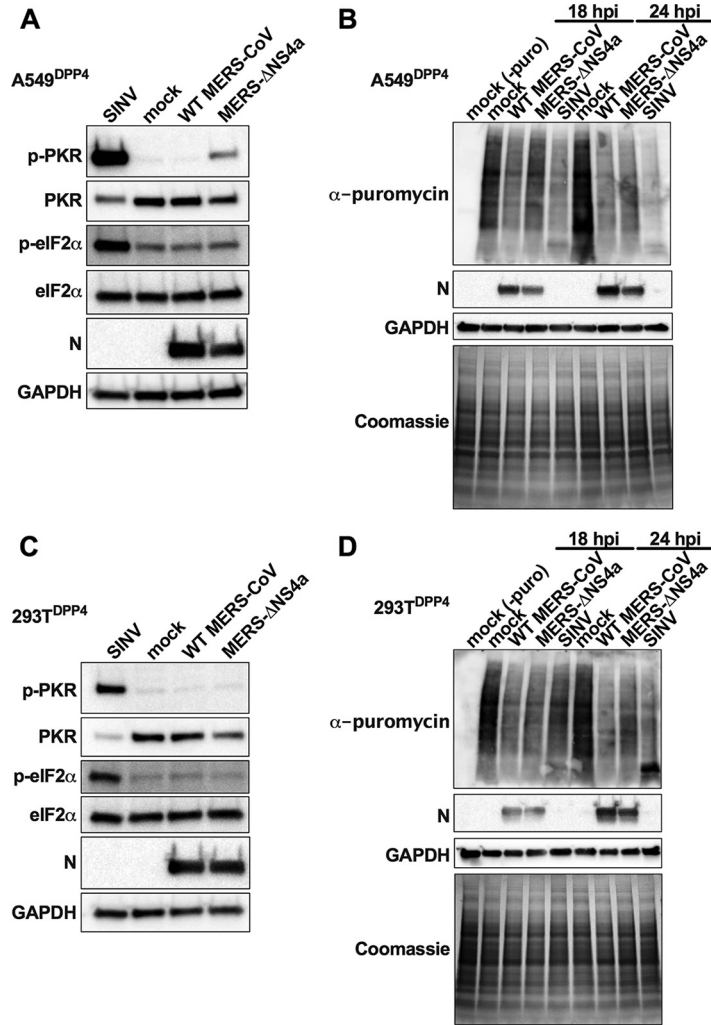 A
A549DPP4
SINV
mock
WT MERS-CoV
MERS-ΔNS4a
p-PKR
PKR
p-eIF2α
eIF2α
N
GAPDH
B
18 hpi 24 hpi
A549DPP4
mock (-puro)
mock
WT MERS-CoV
MERS-ΔNS4a
SINV
mock
WT MERS-CoV
MERS-ΔNS4a
SINV
α-puromycin
N
GAPDH
Coomassie
C
293TDPP4
SINV
mock
WT MERS-CoV
MERS-ΔNS4a
p-PKR
PKR
p-eIF2α
eIF2α
N
GAPDH
D
18 hpi 24 hpi
293TDPP4
mock (-puro)
mock
WT MERS-CoV
MERS-ΔNS4a
SINV
mock
WT MERS-CoV
MERS-ΔNS4a
SINV
α-puromycin
N
GAPDH
Coomassie